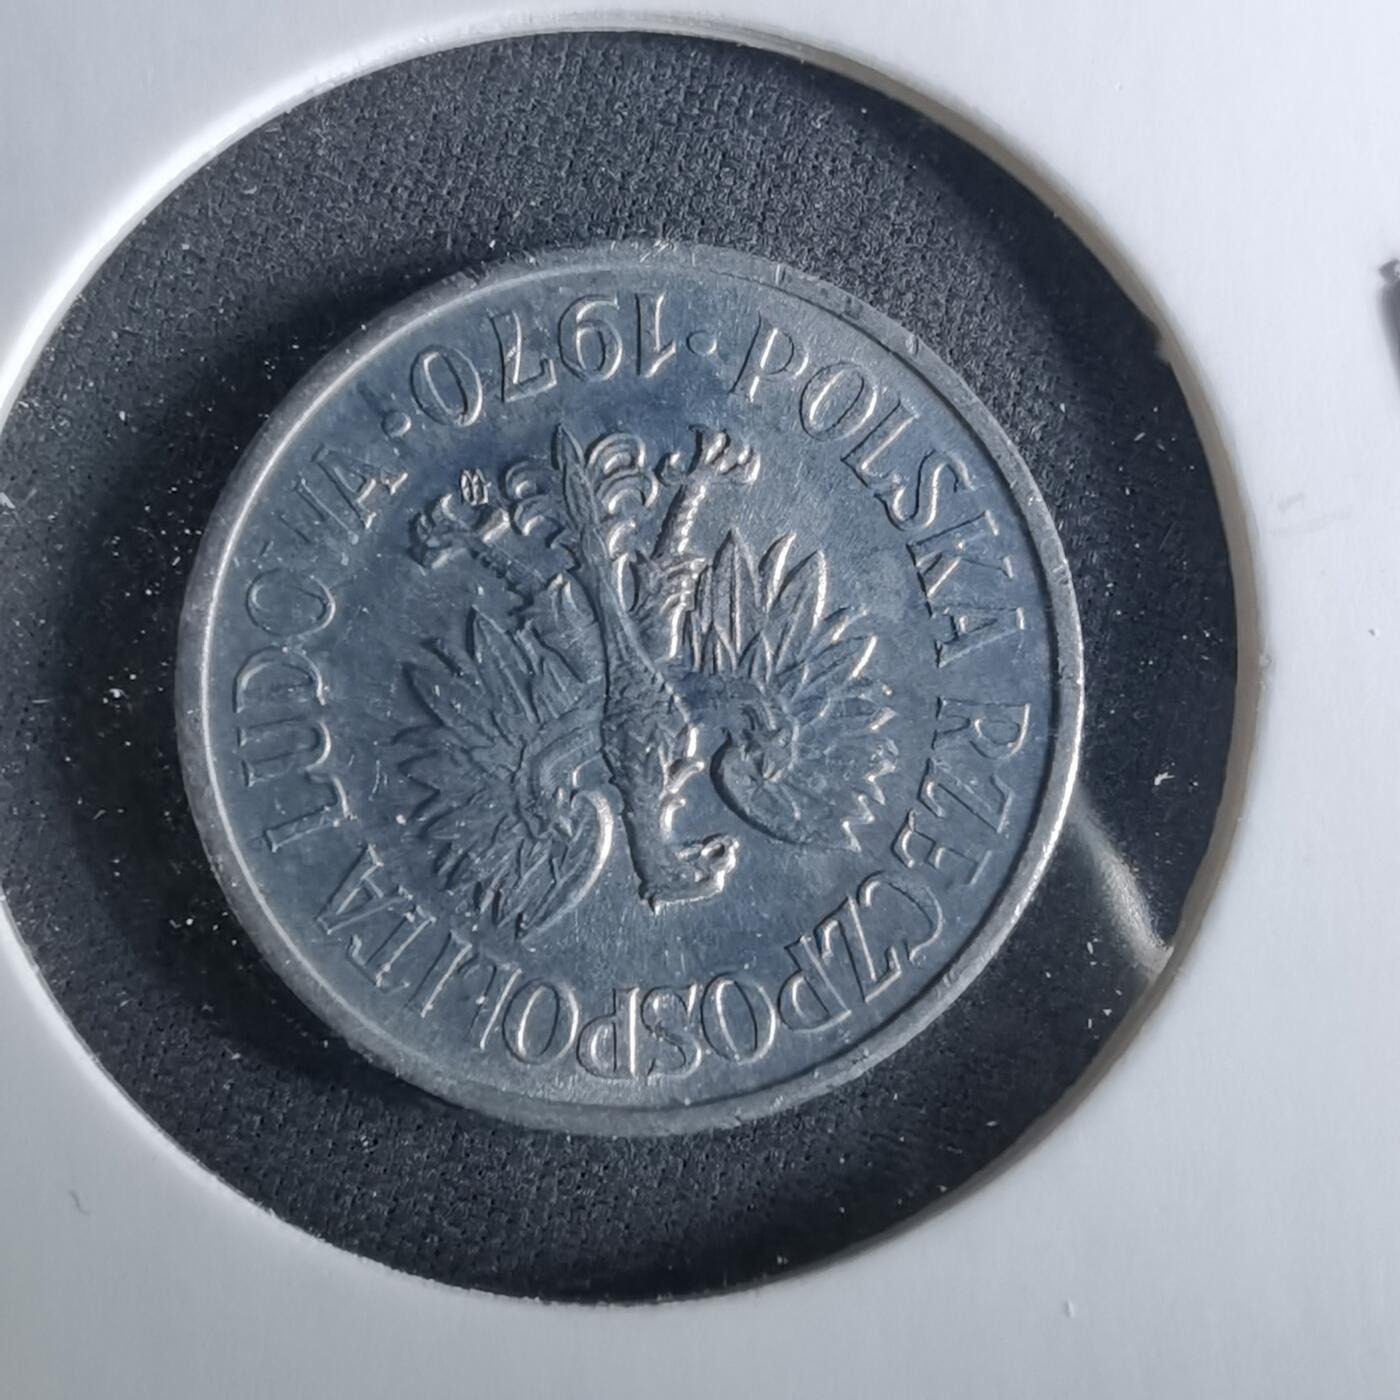 POLSKA RZECZPOSPOLITA LUDOWA
·1970·